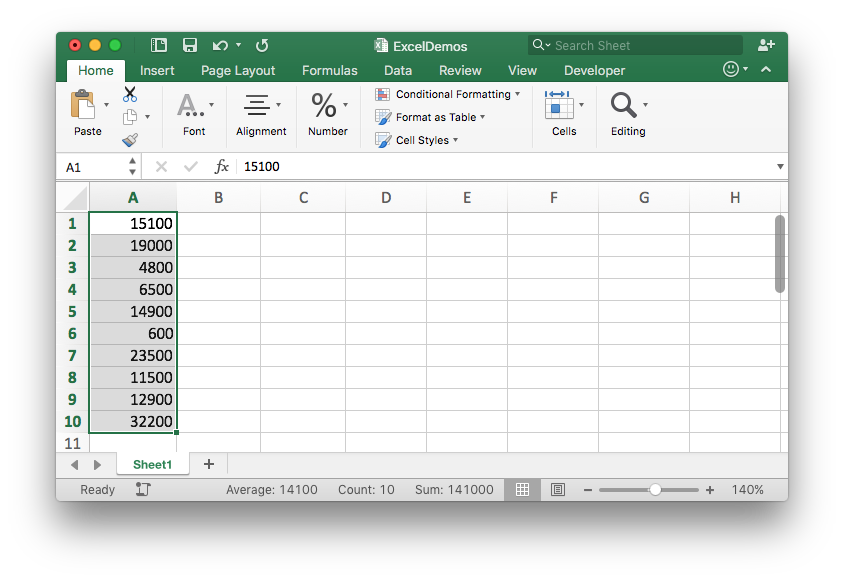 ExcelDemos
Search Sheet
Home Insert Page Layout Formulas Data Review View Developer
Paste
A...
Font
Alignment
%
Number
Conditional Formatting
Format as Table
Cell Styles
Cells
Editing
A1 fx 15100
A B C D E F G H
1 15100
2 19000
3 4800
4 6500
5 14900
6 600
7 23500
8 11500
9 12900
10 32200
11
Sheet1 +
Ready Average: 14100 Count: 10 Sum: 141000 − + 140%